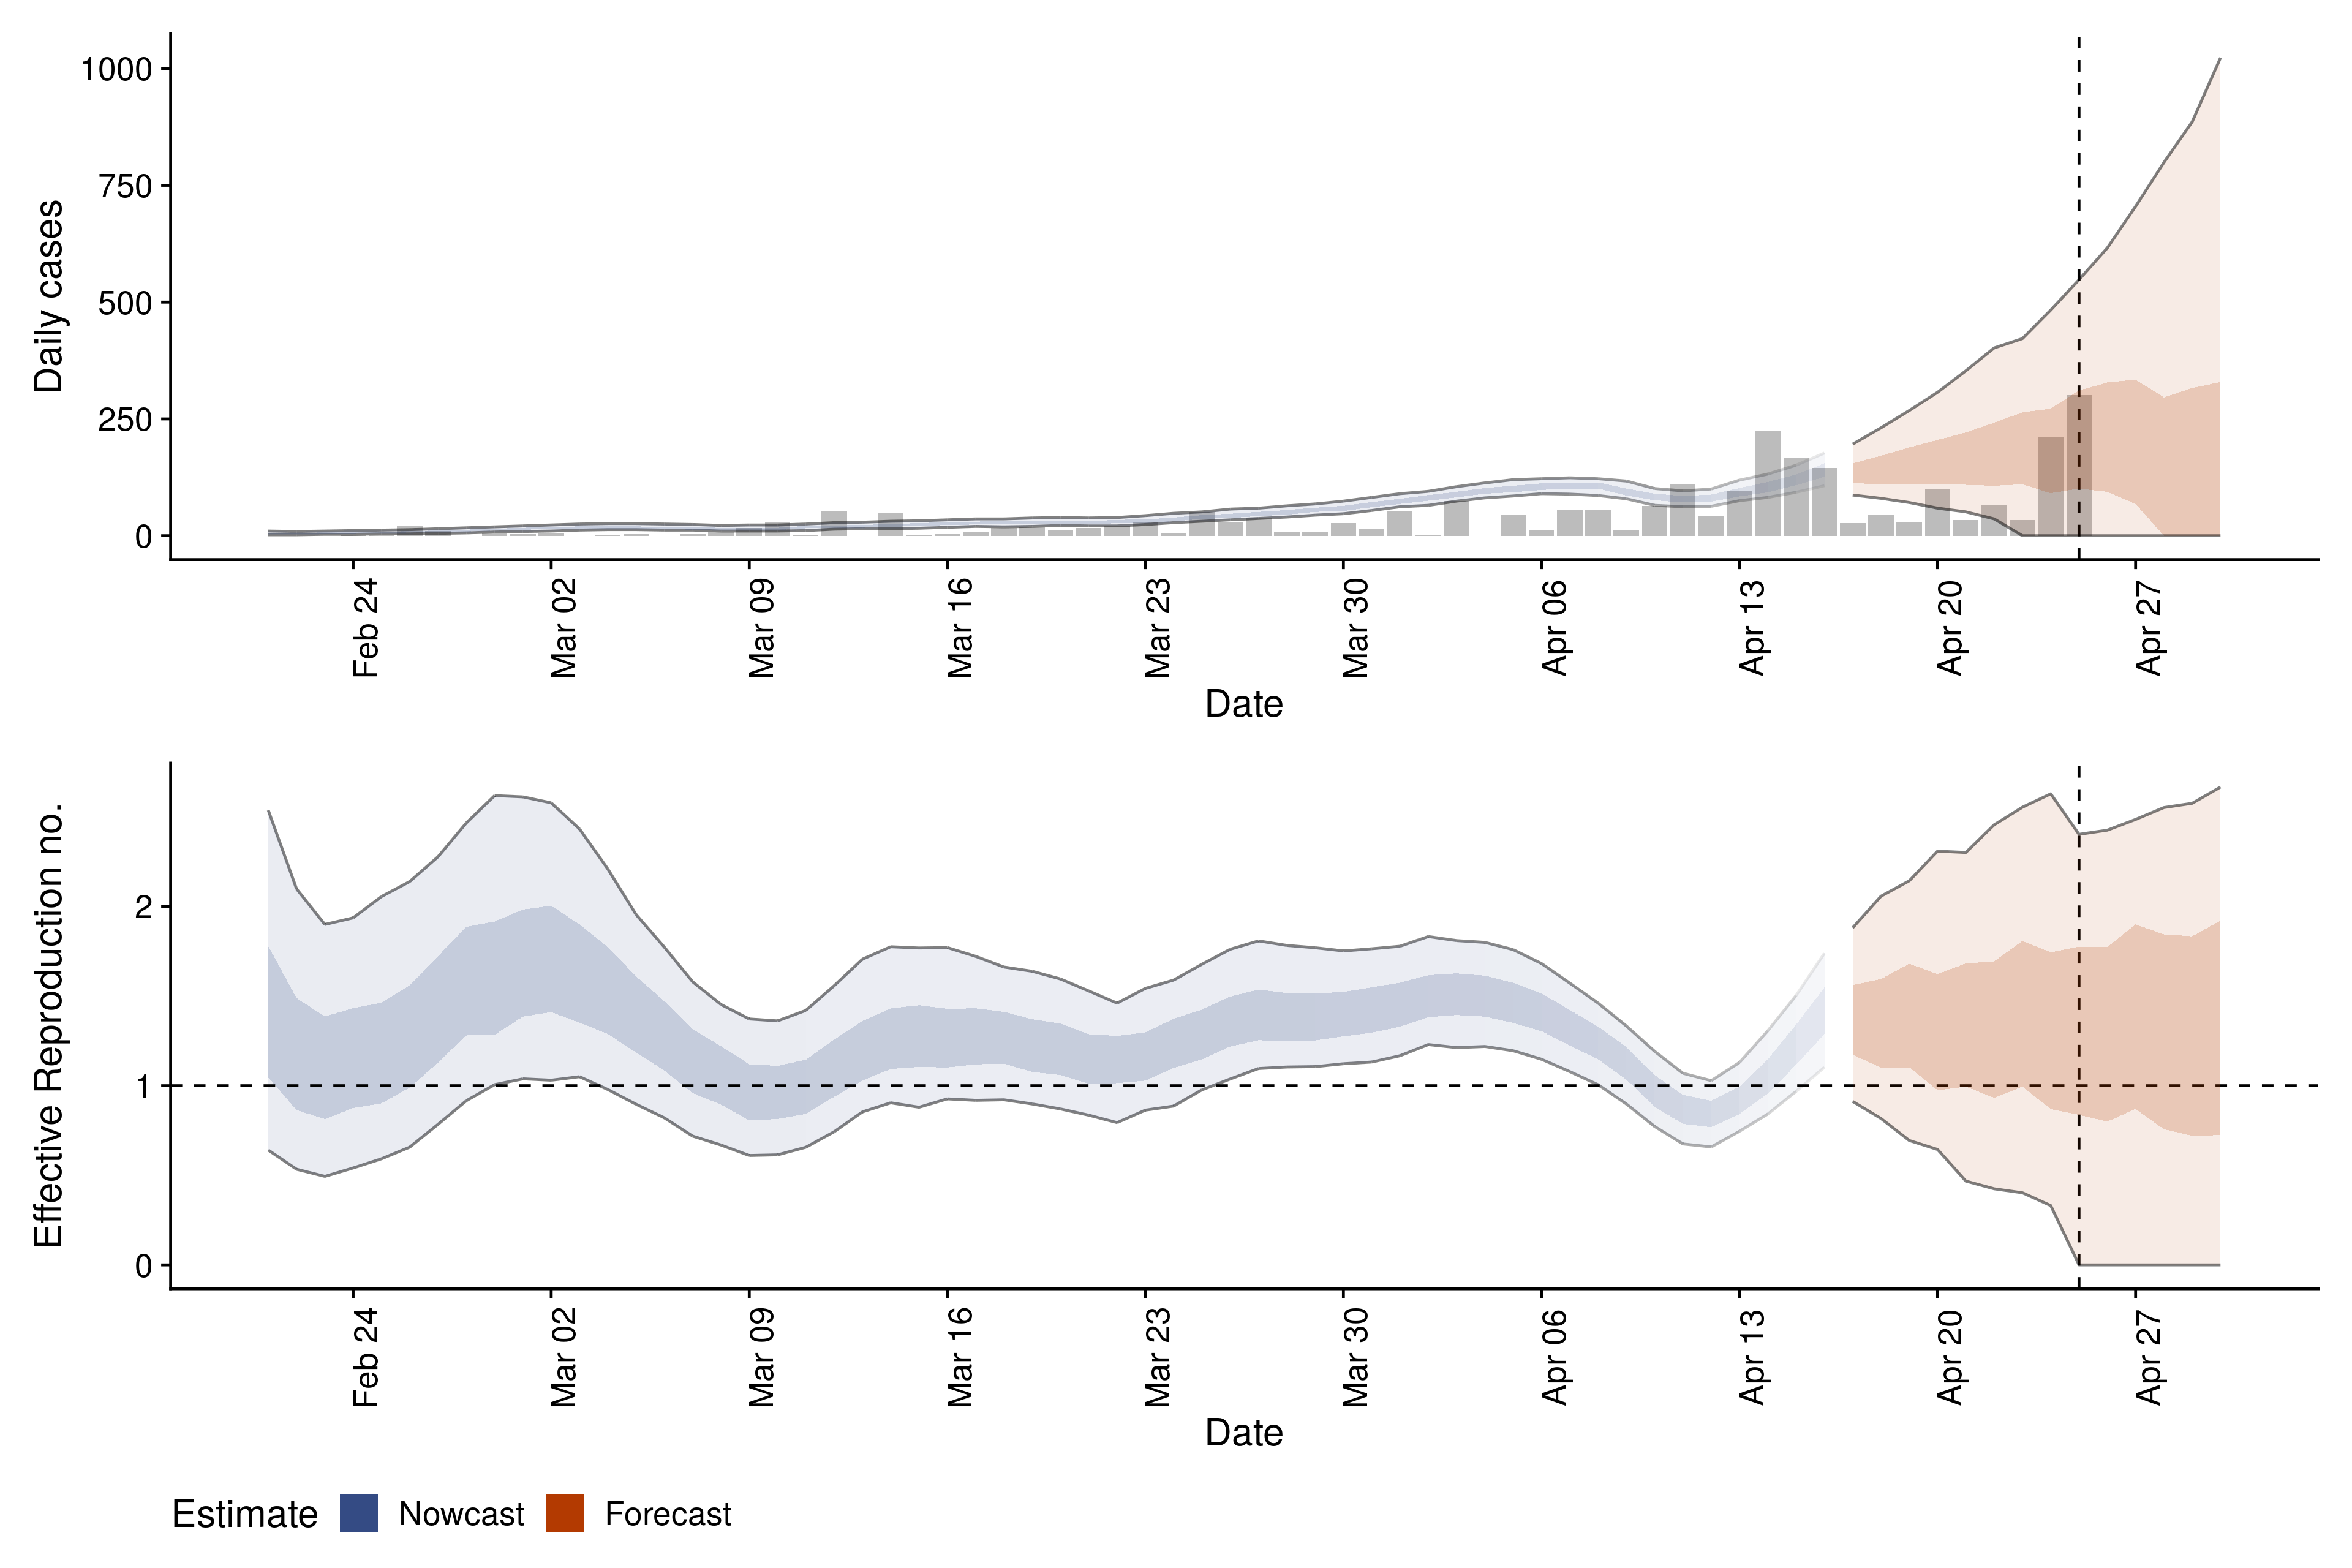 Daily cases
1000
750
500
250
0
Feb 24
Mar 02
Mar 09
Mar 16
Mar 23
Mar 30
Apr 06
Apr 13
Apr 20
Apr 27
Date
Effective Reproduction no.
2
1
0
Feb 24
Mar 02
Mar 09
Mar 16
Mar 23
Mar 30
Apr 06
Apr 13
Apr 20
Apr 27
Date
Estimate Nowcast Forecast